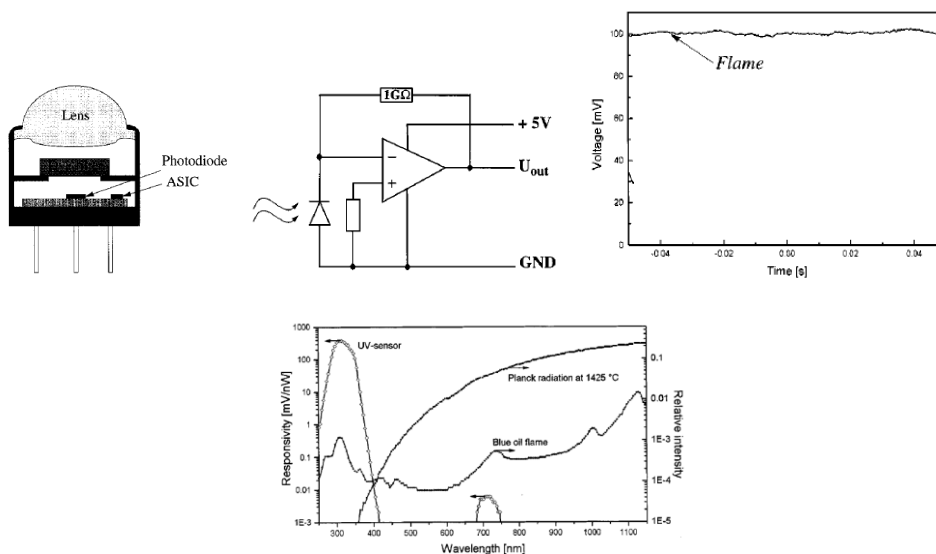 Lens
Photodiode
ASIC
1GΩ
+ 5V
−
U_out
+
GND
100
80
60
40
20
0
Voltage [mV]
Flame
-0.04
-0.02
0.00
0.02
0.04
Time [s]
1000
100
10
1
0.1
0.01
1E-3
Responsivity [mV/nW]
UV-sensor
Planck radiation at 1425 °C
Blue oil flame
0.1
0.01
1E-3
1E-4
1E-5
Relative intensity
300 400 500 600 700 800 900 1000 1100
Wavelength [nm]